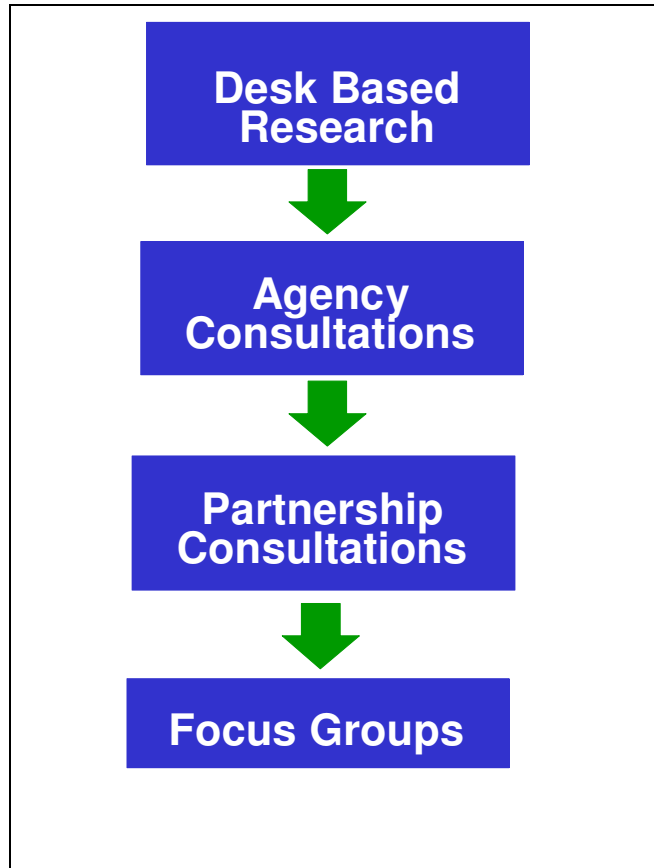 Desk Based
Research
Agency
Consultations
Partnership
Consultations
Focus Groups